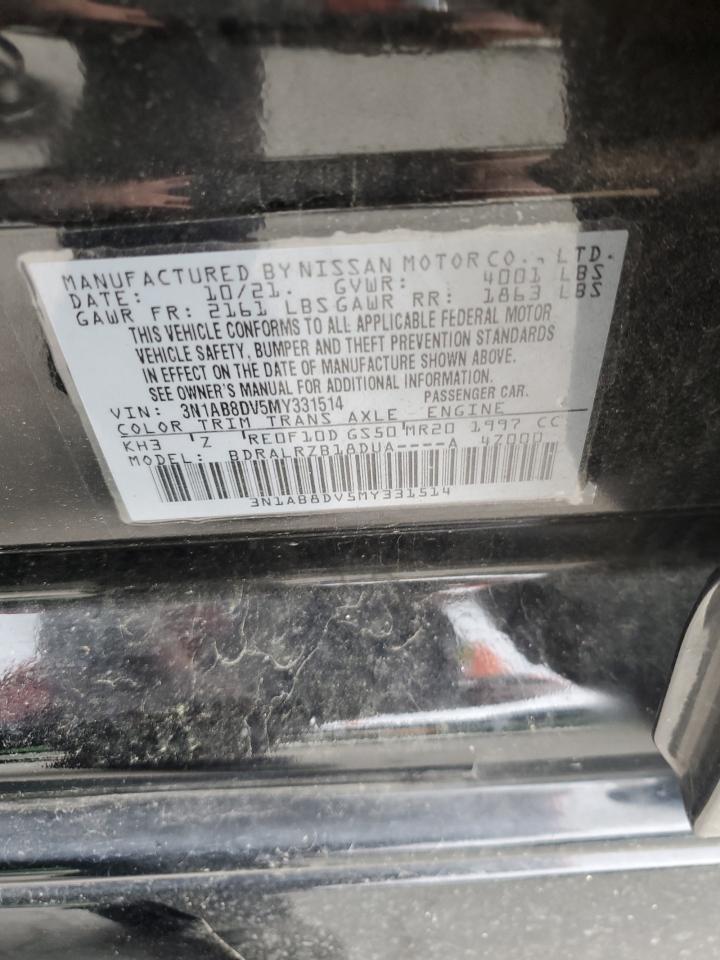 MANUFACTURED BY NISSAN MOTOR CO., LTD.
DATE: 10/21. GVWR: 4001 LBS
GAWR FR: 2161 LBS GAWR RR: 1863 LBS
THIS VEHICLE CONFORMS TO ALL APPLICABLE FEDERAL MOTOR
VEHICLE SAFETY, BUMPER AND THEFT PREVENTION STANDARDS
IN EFFECT ON THE DATE OF MANUFACTURE SHOWN ABOVE.
SEE OWNER'S MANUAL FOR ADDITIONAL INFORMATION.
PASSENGER CAR.
VIN: 3N1AB8DV5MY331514
COLOR TRIM TRANS AXLE ENGINE
KH3 Z RE0F10D GS50 MR20 1997 CC
MODEL: BDRALRZB18DUA----A 47000
3N1AB8DV5MY331514